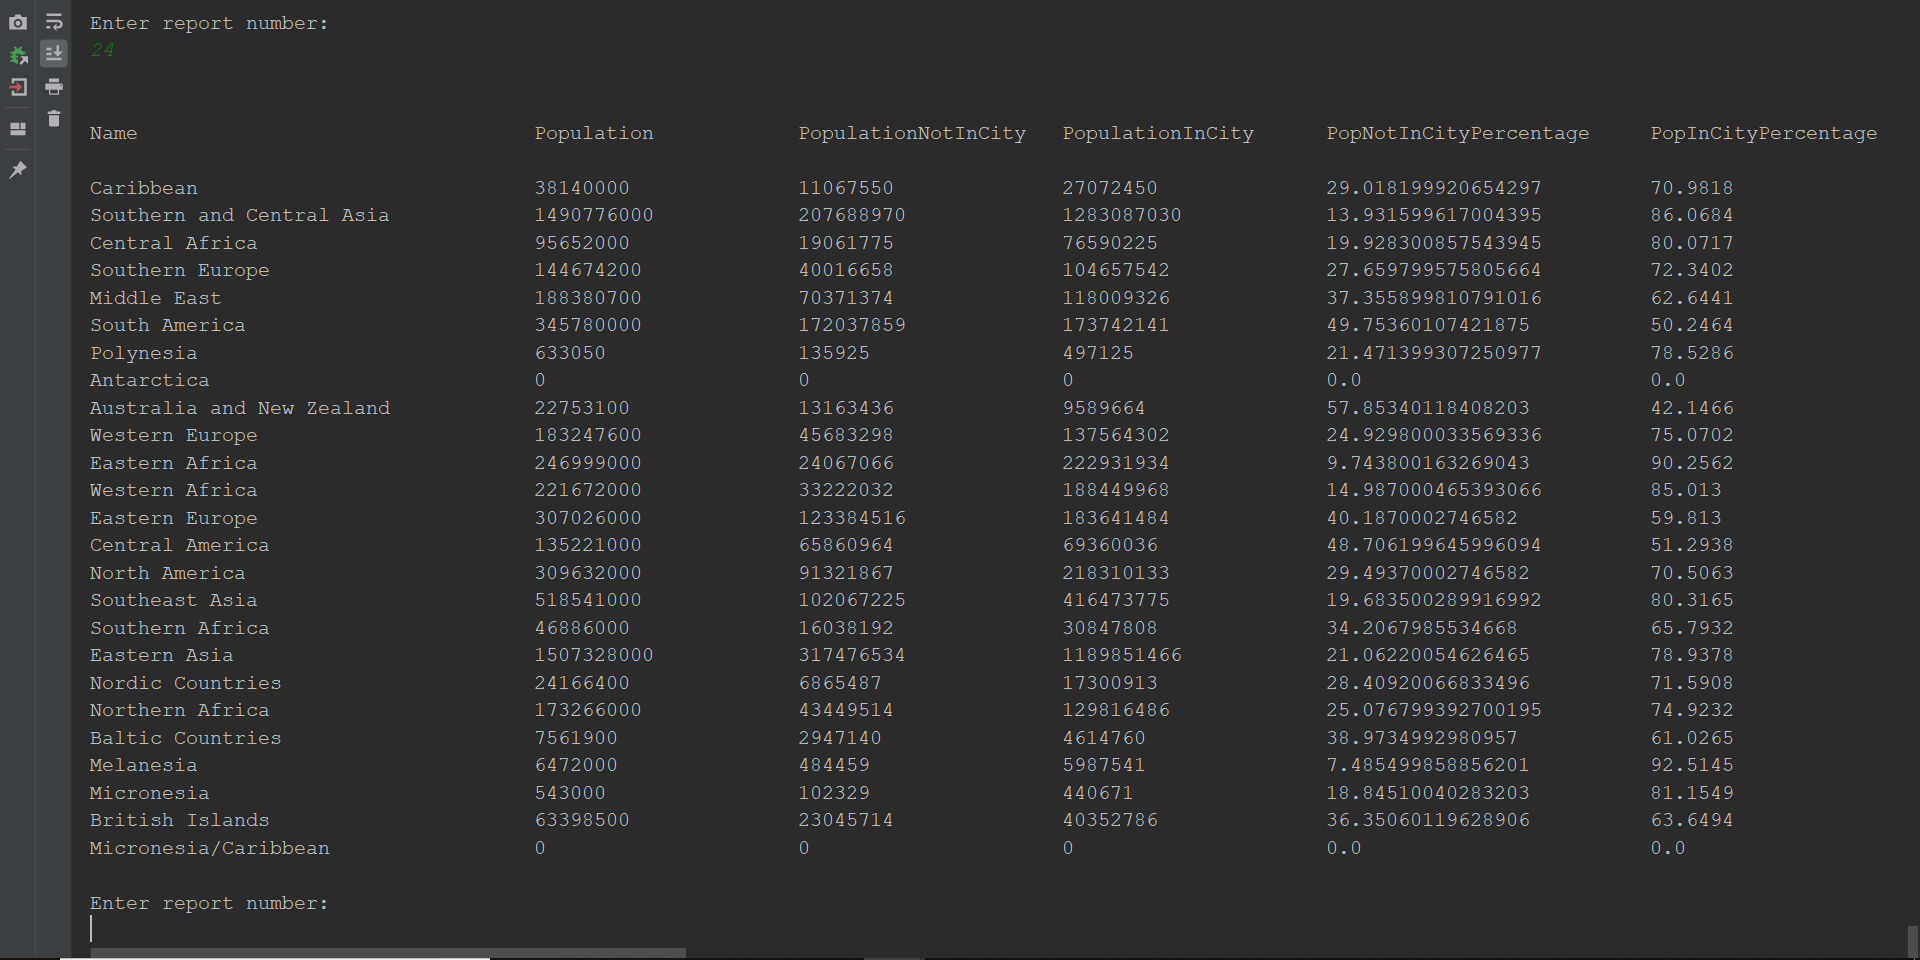 Enter report number:
24
Name Population PopulationNotInCity PopulationInCity PopNotInCityPercentage PopInCityPercentage
Caribbean 38140000 11067550 27072450 29.018199920654297 70.9818
Southern and Central Asia 1490776000 207688970 1283087030 13.931599617004395 86.0684
Central Africa 95652000 19061775 76590225 19.928300857543945 80.0717
Southern Europe 144674200 40016658 104657542 27.659799575805664 72.3402
Middle East 188380700 70371374 118009326 37.355899810791016 62.6441
South America 345780000 172037859 173742141 49.75360107421875 50.2464
Polynesia 633050 135925 497125 21.471399307250977 78.5286
Antarctica 0 0 0 0.0 0.0
Australia and New Zealand 22753100 13163436 9589664 57.85340118408203 42.1466
Western Europe 183247600 45683298 137564302 24.929800033569336 75.0702
Eastern Africa 246999000 24067066 222931934 9.743800163269043 90.2562
Western Africa 221672000 33222032 188449968 14.987000465393066 85.013
Eastern Europe 307026000 123384516 183641484 40.1870002746582 59.813
Central America 135221000 65860964 69360036 48.706199645996094 51.2938
North America 309632000 91321867 218310133 29.49370002746582 70.5063
Southeast Asia 518541000 102067225 416473775 19.683500289916992 80.3165
Southern Africa 46886000 16038192 30847808 34.2067985534668 65.7932
Eastern Asia 1507328000 317476534 1189851466 21.06220054626465 78.9378
Nordic Countries 24166400 6865487 17300913 28.40920066833496 71.5908
Northern Africa 173266000 43449514 129816486 25.076799392700195 74.9232
Baltic Countries 7561900 2947140 4614760 38.9734992980957 61.0265
Melanesia 6472000 484459 5987541 7.485499858856201 92.5145
Micronesia 543000 102329 440671 18.84510040283203 81.1549
British Islands 63398500 23045714 40352786 36.35060119628906 63.6494
Micronesia/Caribbean 0 0 0 0.0 0.0
Enter report number: